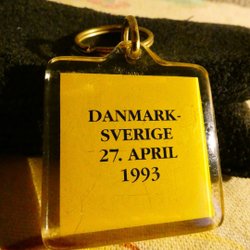 DANMARK-
SVERIGE
27. APRIL
1993